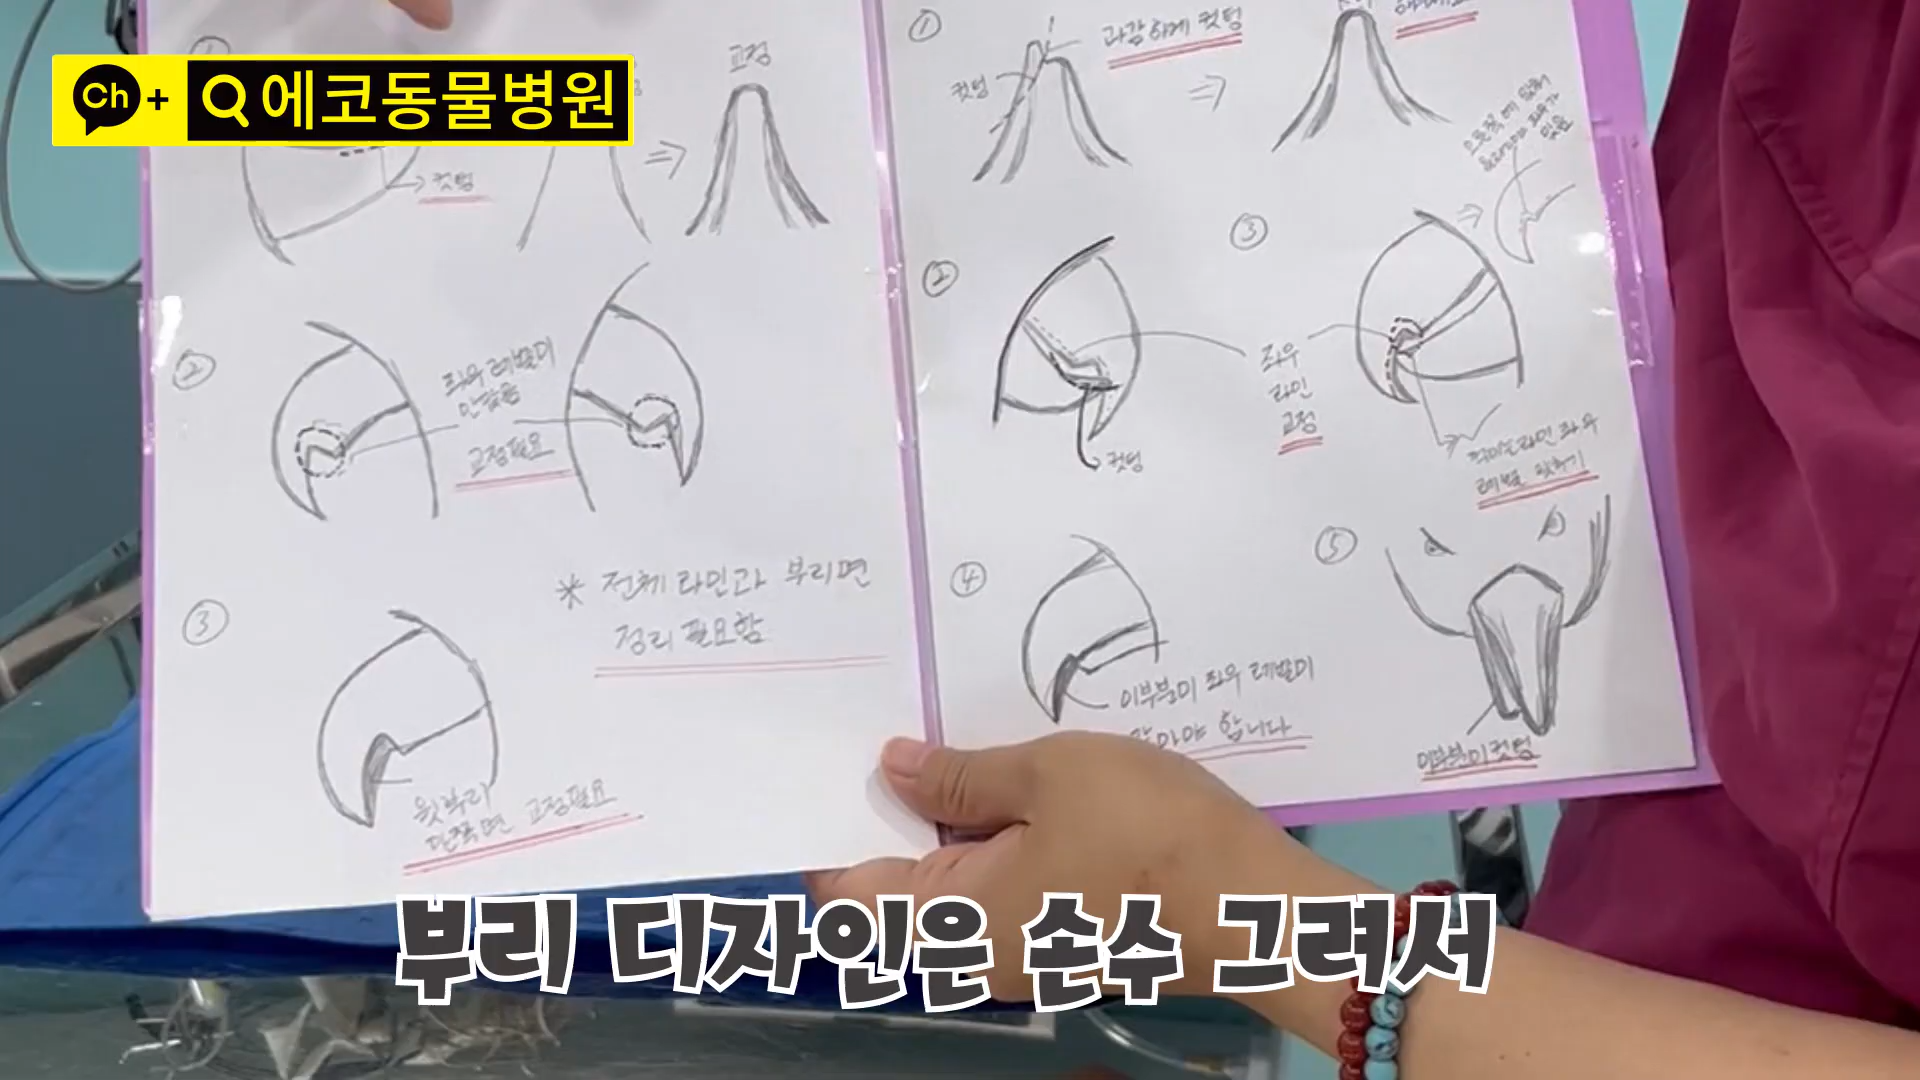 Ch+ 에코동물병원
①
교정
컷팅
②
좌우 레벨이
안맞음
교정필요
③
윗부리
안쪽면 교정필요
* 전체 라인과 부리면
정리 필요함
①
과감하게 컷팅
컷팅
②
컷팅
좌우
라인
교정
③
레벨 맞추기
④
이부분이 좌우 레벨이
맞아야 합니다
⑤
이부분이 컷팅
부리 디자인은 손수 그려서